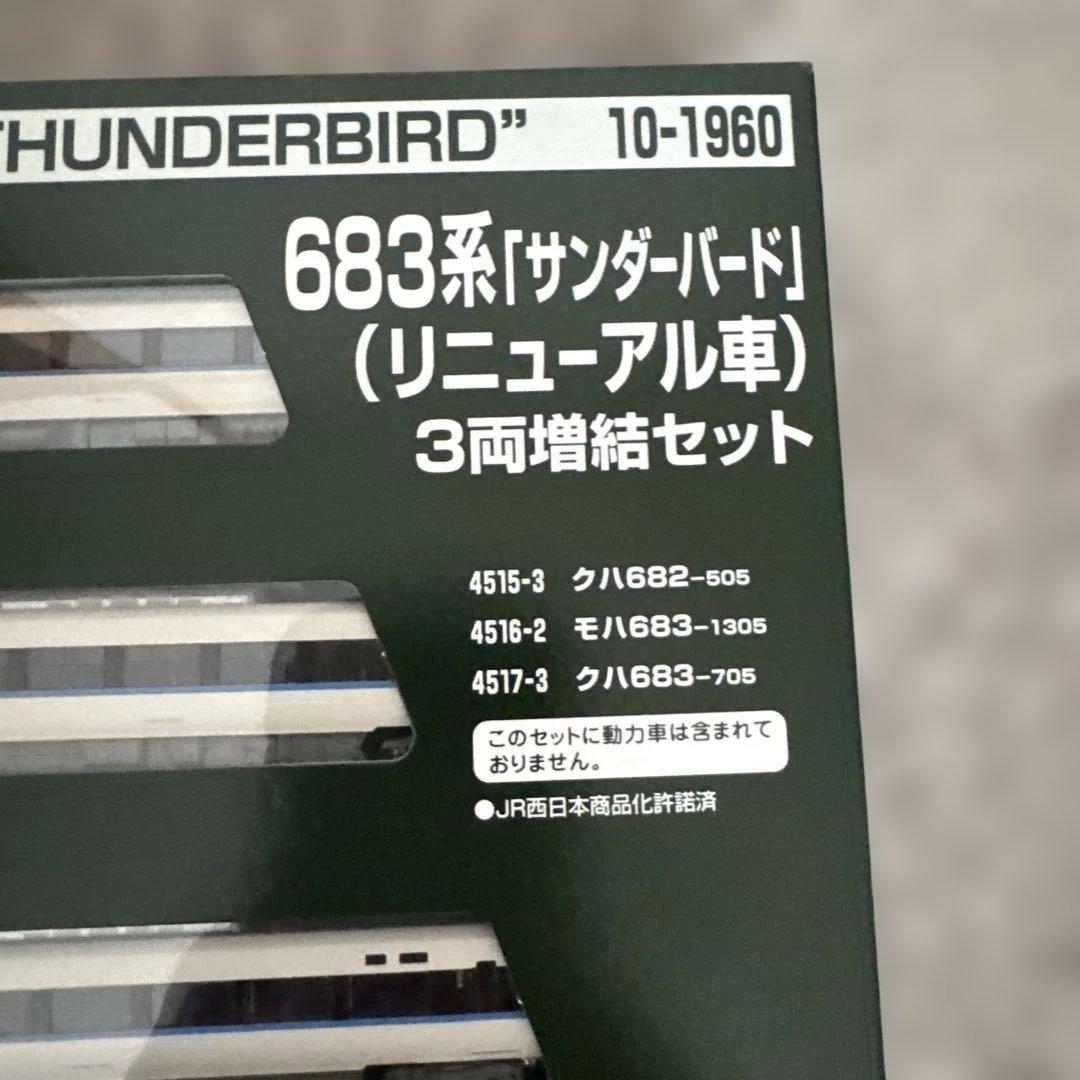 THUNDERBIRD” 10-1960
683系「サンダーバード」
(リニューアル車)
3両増結セット
4515-3 クハ682-505
4516-2 モハ683-1305
4517-3 クハ683-705
このセットに動力車は含まれて
おりません。
●JR西日本商品化許諾済